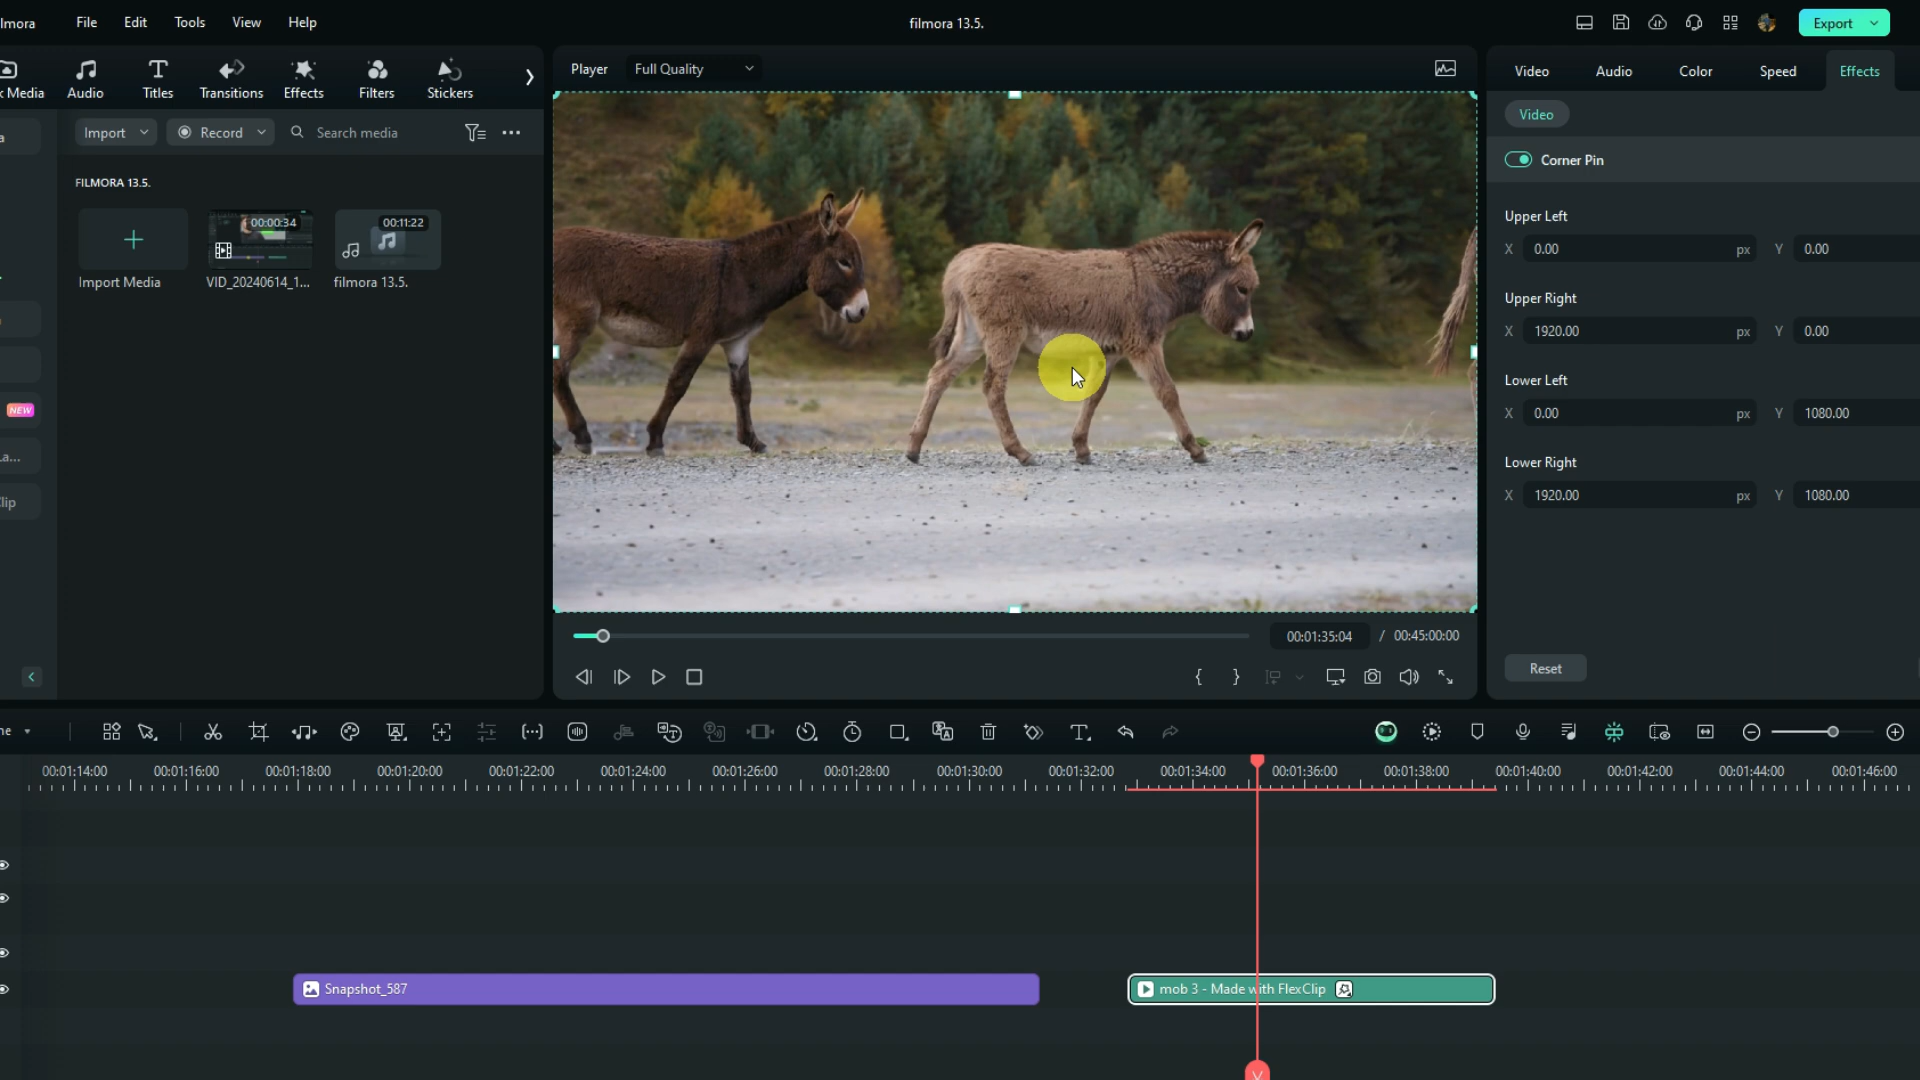 lmora File Edit Tools View Help filmora 13.5. Export
Media Audio Titles Transitions Effects Filters Stickers
Player Full Quality
Video Audio Color Speed Effects
Import Record Search media
Video
Corner Pin
FILMORA 13.5.
00:00:34
00:11:22
Import Media VID_20240614_1... filmora 13.5.
Upper Left
X 0.00 px Y 0.00
Upper Right
X 1920.00 px Y 0.00
Lower Left
X 0.00 px Y 1080.00
Lower Right
X 1920.00 px Y 1080.00
NEW
La...
lip
00:01:35:04 / 00:45:00:00
Reset
ne
00:01:14:00 00:01:16:00 00:01:18:00 00:01:20:00 00:01:22:00 00:01:24:00 00:01:26:00 00:01:28:00 00:01:30:00 00:01:32:00 00:01:34:00 00:01:36:00 00:01:38:00 00:01:40:00 00:01:42:00 00:01:44:00 00:01:46:00
Snapshot_587
mob 3 - Made with FlexClip